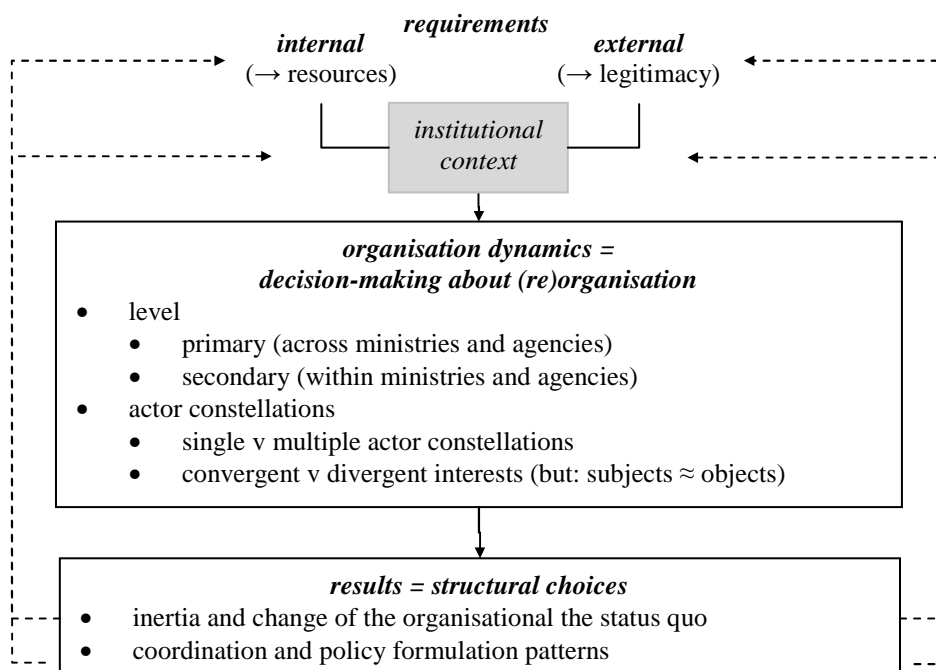 requirements
internal external
(→ resources) (→ legitimacy)
institutional
context
organisation dynamics =
decision-making about (re)organisation
• level
• primary (across ministries and agencies)
• secondary (within ministries and agencies)
• actor constellations
• single v multiple actor constellations
• convergent v divergent interests (but: subjects ≈ objects)
results = structural choices
• inertia and change of the organisational the status quo
• coordination and policy formulation patterns